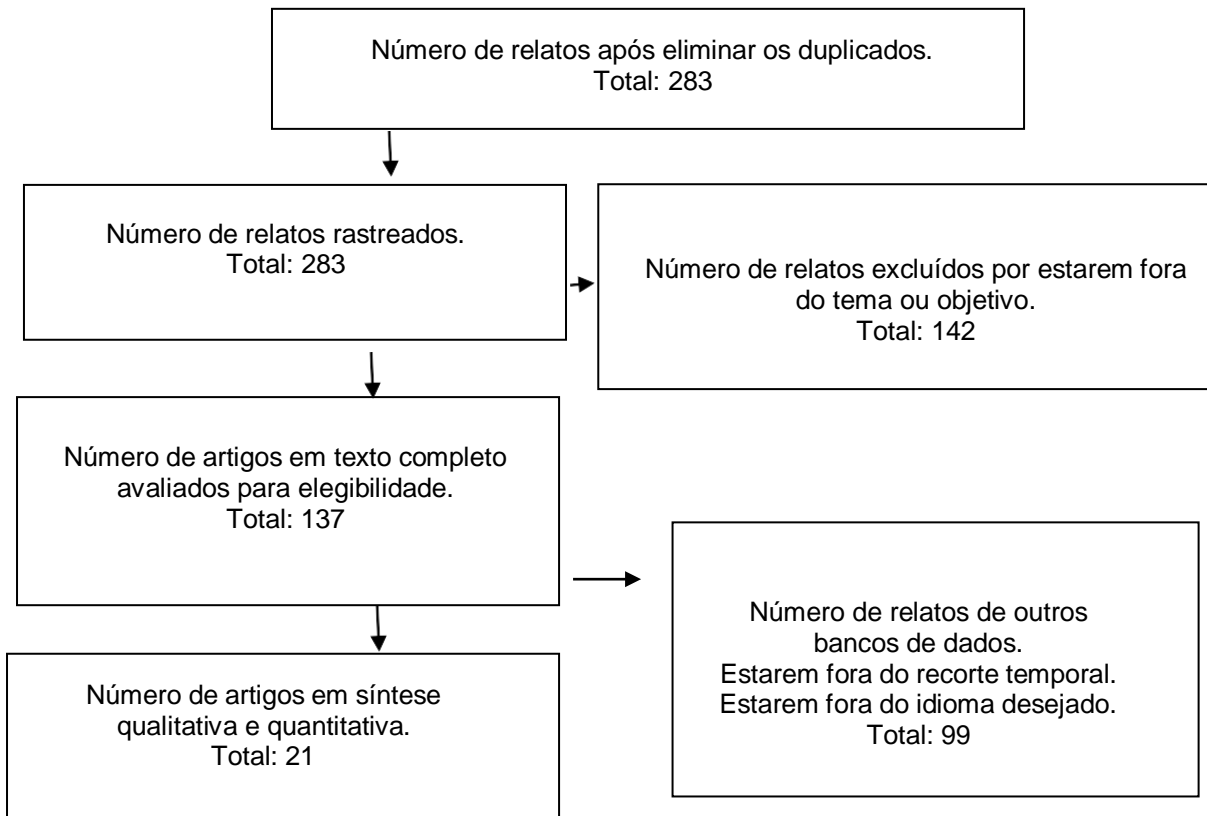 Número de relatos após eliminar os duplicados.
Total: 283
Número de relatos rastreados.
Total: 283
Número de relatos excluídos por estarem fora
do tema ou objetivo.
Total: 142
Número de artigos em texto completo
avaliados para elegibilidade.
Total: 137
Número de relatos de outros
bancos de dados.
Estarem fora do recorte temporal.
Estarem fora do idioma desejado.
Total: 99
Número de artigos em síntese
qualitativa e quantitativa.
Total: 21